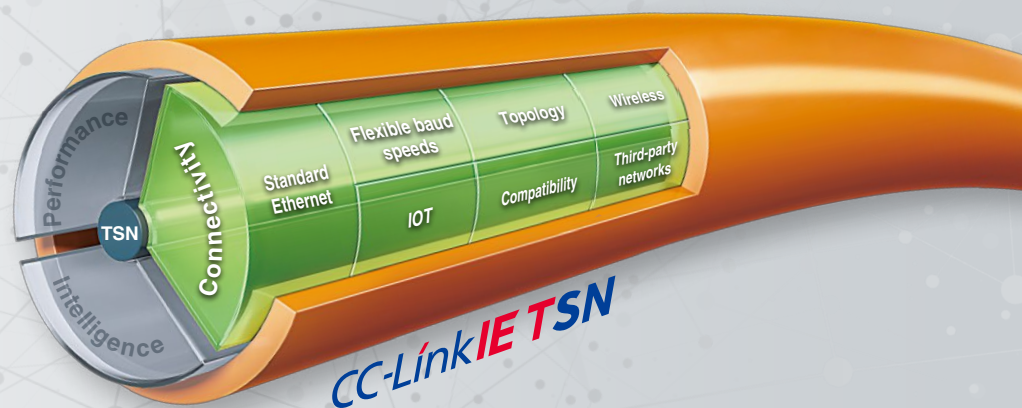 Performance
TSN
Intelligence
Connectivity
Standard
Ethernet
Flexible baud
speeds
IOT
Topology
Compatibility
Wireless
Third-party
networks
CC-Link IE TSN